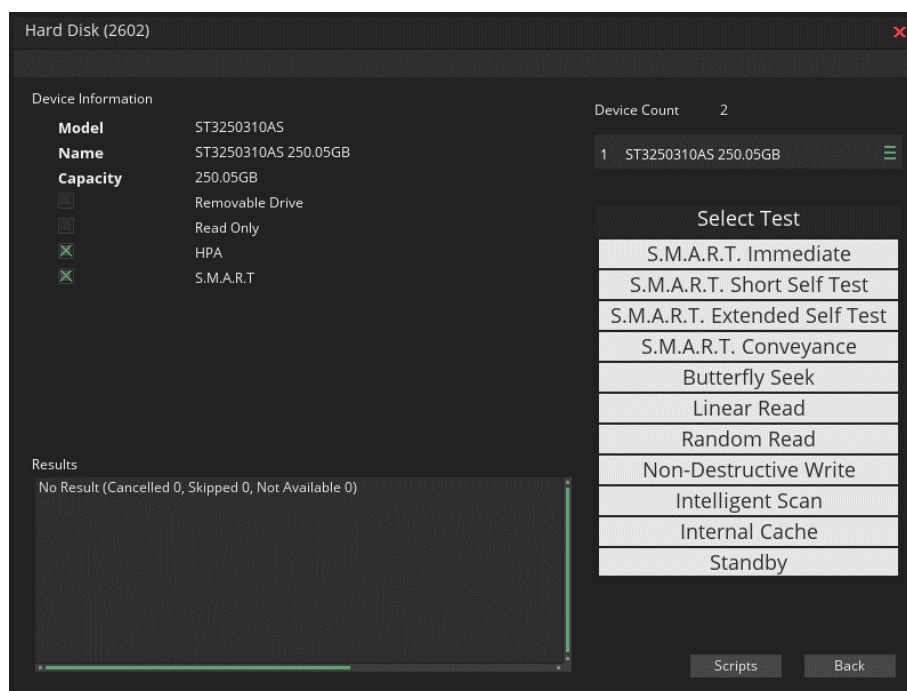 Hard Disk (2602)
Device Information
Model ST3250310AS
Name ST3250310AS 250.05GB
Capacity 250.05GB
Removable Drive
Read Only
HPA
S.M.A.R.T
Results
No Result (Cancelled 0, Skipped 0, Not Available 0)
Device Count 2
1 ST3250310AS 250.05GB
Select Test
S.M.A.R.T. Immediate
S.M.A.R.T. Short Self Test
S.M.A.R.T. Extended Self Test
S.M.A.R.T. Conveyance
Butterfly Seek
Linear Read
Random Read
Non-Destructive Write
Intelligent Scan
Internal Cache
Standby
Scripts Back